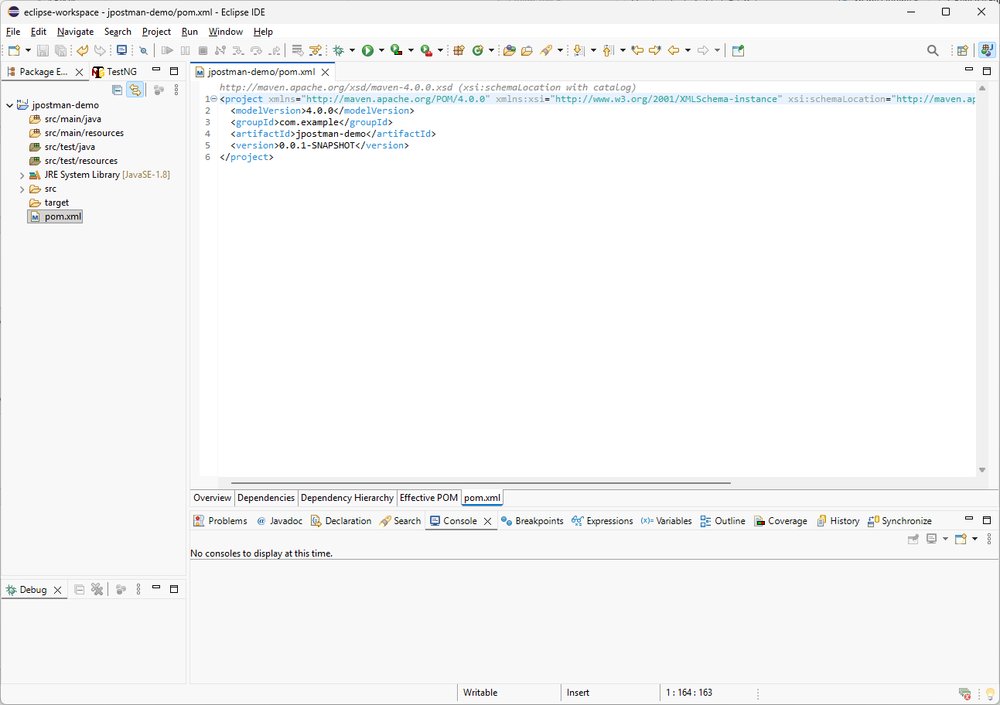 eclipse-workspace - jpostman-demo/pom.xml - Eclipse IDE
File Edit Navigate Search Project Run Window Help
Package E... TestNG
jpostman-demo
src/main/java
src/main/resources
src/test/java
src/test/resources
JRE System Library [JavaSE-1.8]
src
target
pom.xml
jpostman-demo/pom.xml
http://maven.apache.org/xsd/maven-4.0.0.xsd (xsi:schemaLocation with catalog)
1 <project xmlns="http://maven.apache.org/POM/4.0.0" xmlns:xsi="http://www.w3.org/2001/XMLSchema-instance" xsi:schemaLocation="http://maven.ap
2 <modelVersion>4.0.0</modelVersion>
3 <groupId>com.example</groupId>
4 <artifactId>jpostman-demo</artifactId>
5 <version>0.0.1-SNAPSHOT</version>
6 </project>
Overview Dependencies Dependency Hierarchy Effective POM pom.xml
Problems @ Javadoc Declaration Search Console Breakpoints Expressions (x)= Variables Outline Coverage History Synchronize
No consoles to display at this time.
Debug
Writable Insert 1 : 164 : 163